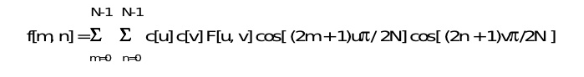 N-1 N-1
f[m, n] =Σ Σ c[u] c[v] F[u, v] cos[ (2m + 1)uπ/ 2N] cos[ (2n + 1)vπ/2N ]
m=0 n=0